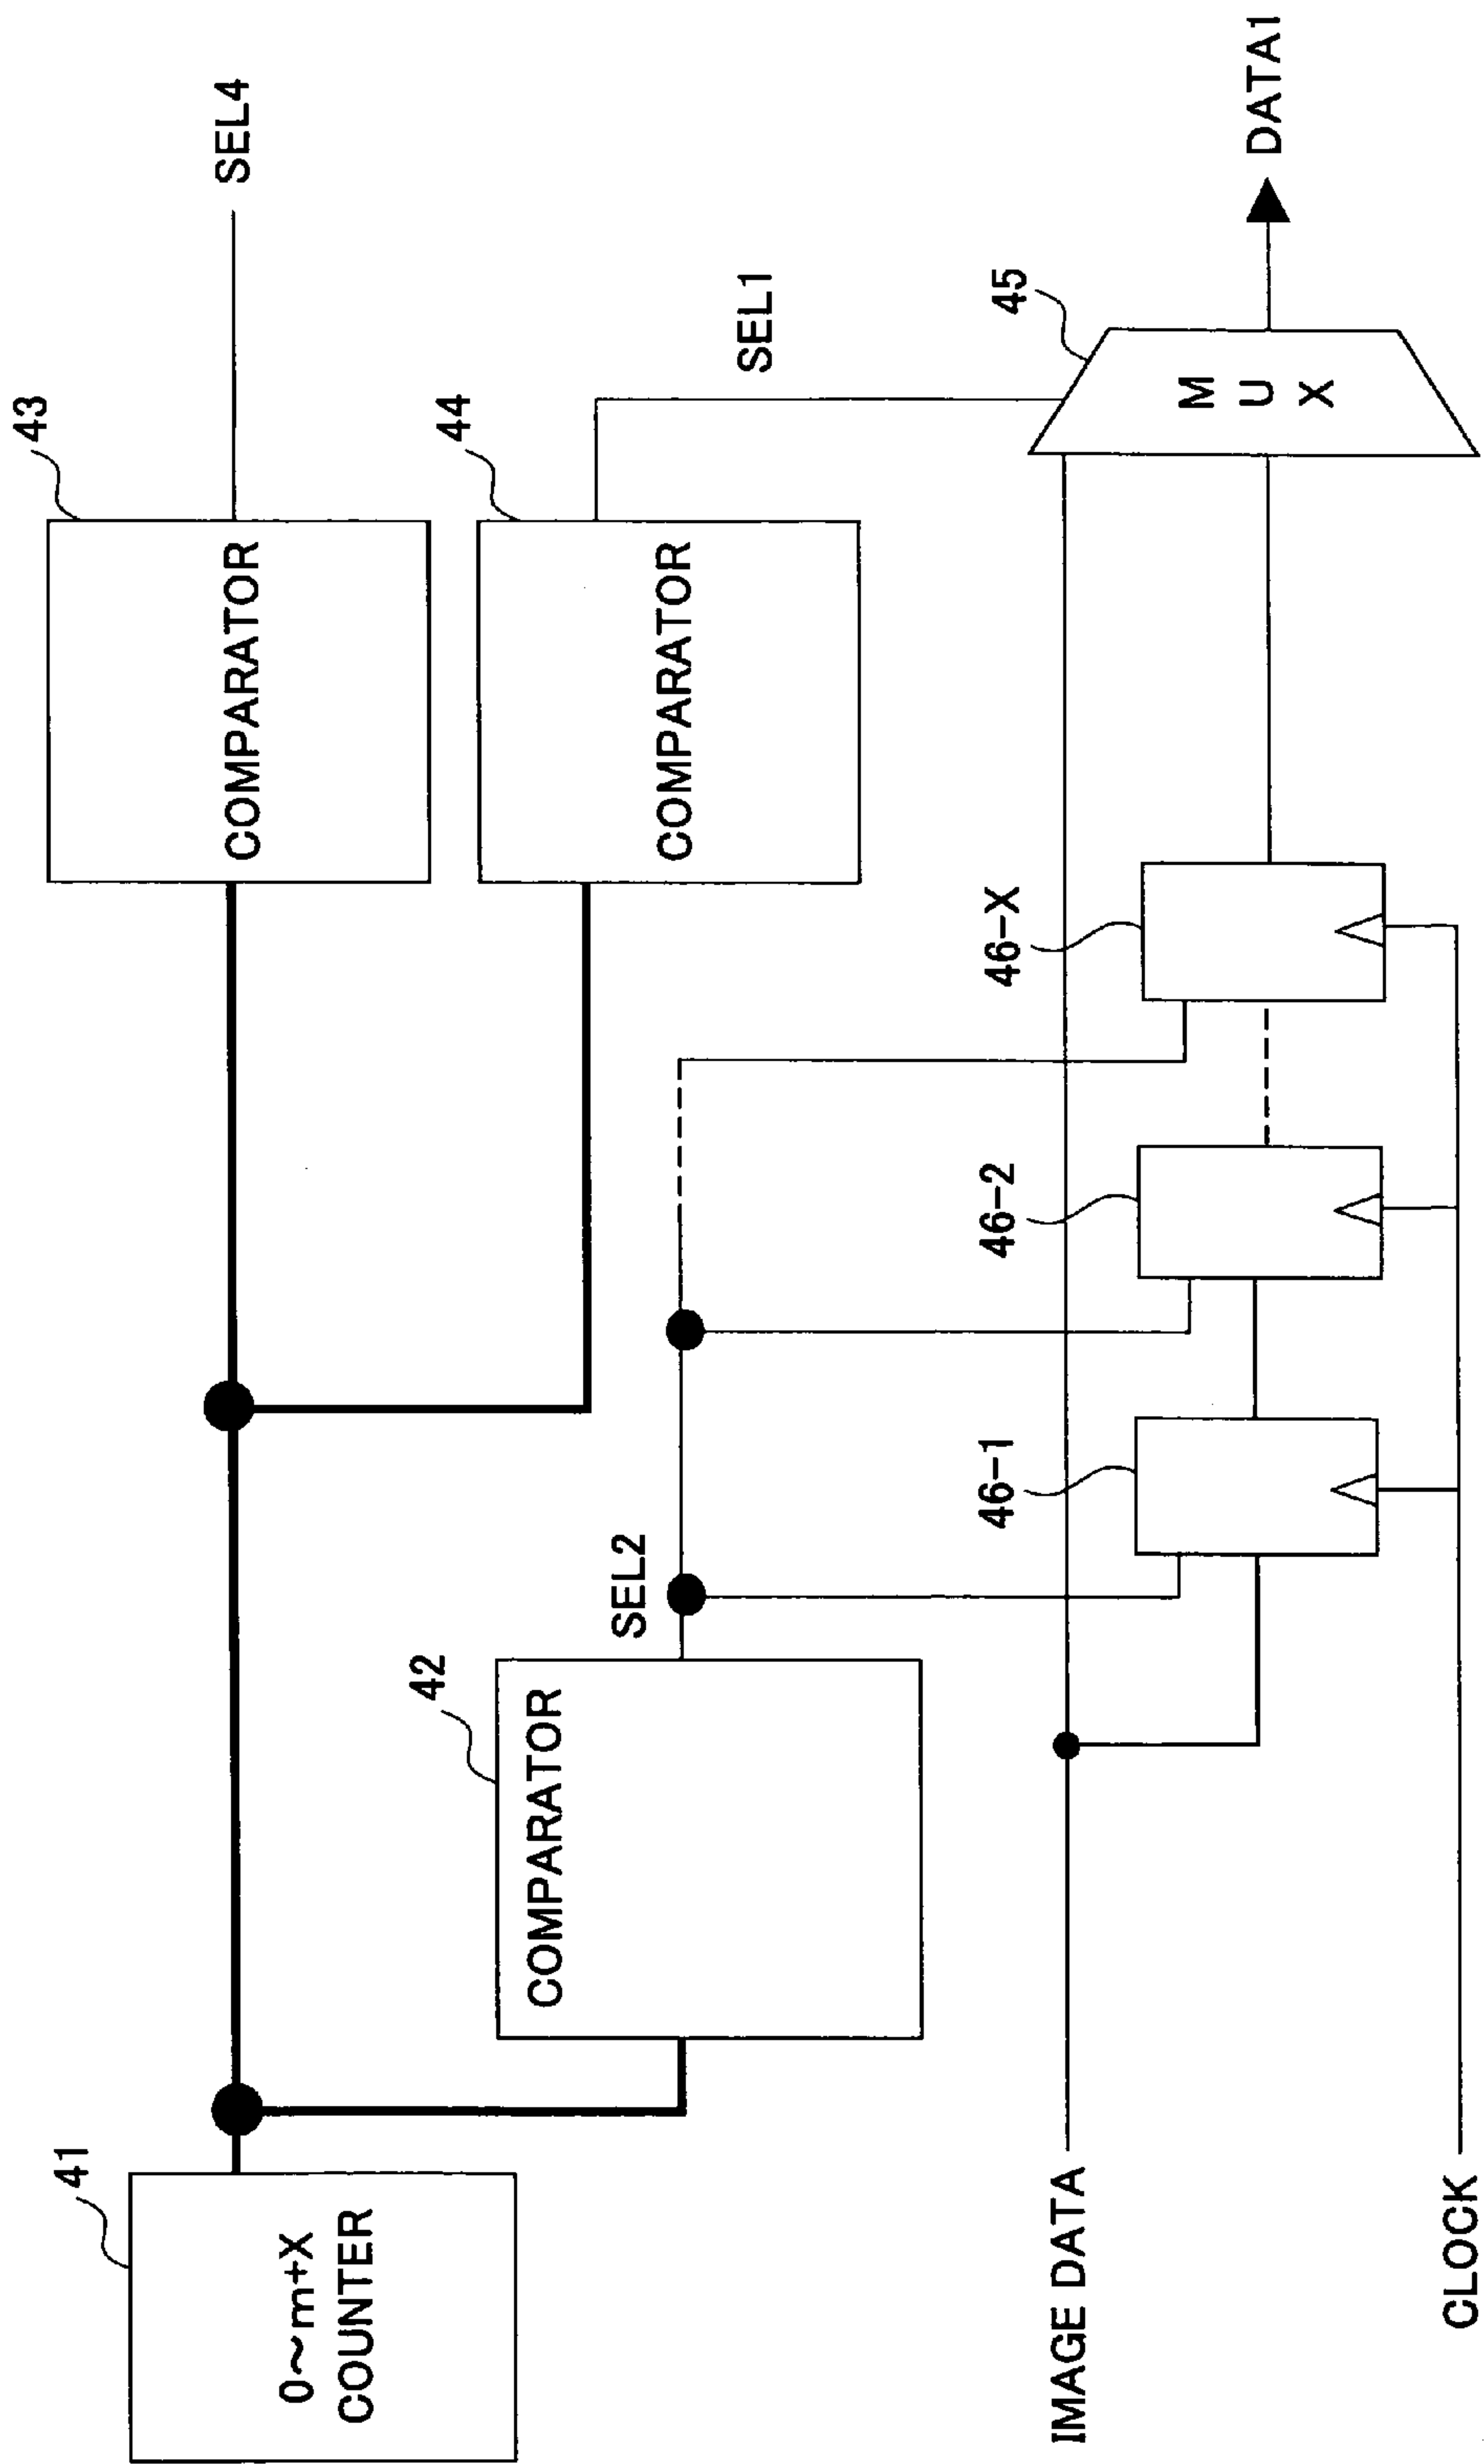 41
0~m+X
COUNTER
43
COMPARATOR
SEL4
44
COMPARATOR
SEL1
42
COMPARATOR
SEL2
45
MUX
DATA1
46-1
46-2
46-X
IMAGE DATA
CLOCK